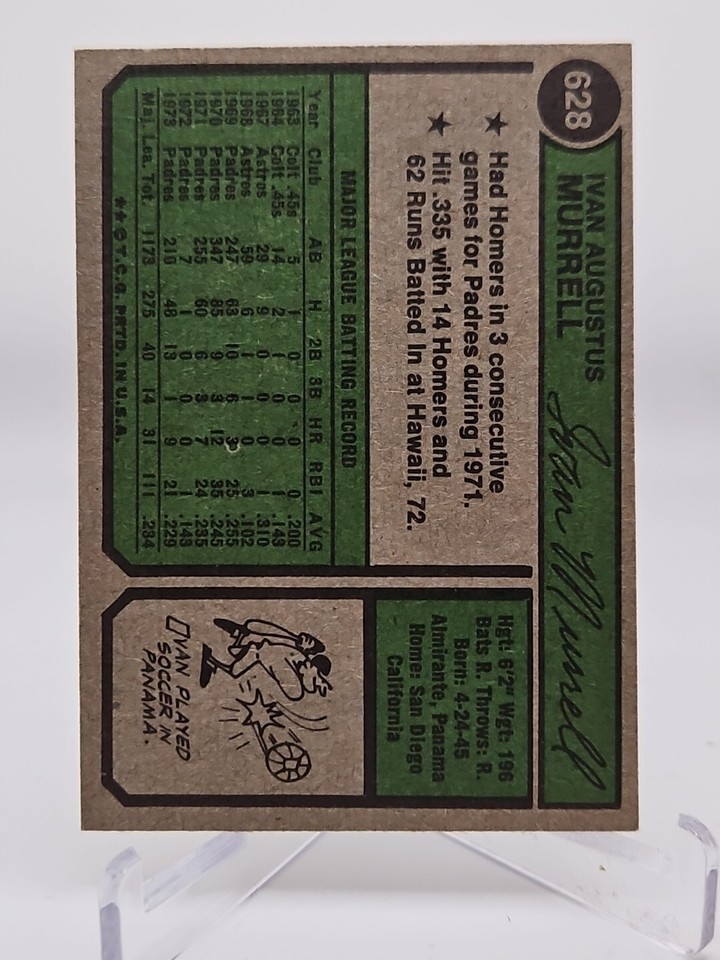 628
IVAN AUGUSTUS
MURRELL
Ivan Murrell
★ Had Homers in 3 consecutive
games for Padres during 1971.
★ Hit .335 with 14 Homers and
62 Runs Batted In at Hawaii, 72.
Hgt: 6'2" Wgt: 196
Bats R. Throws: R.
Born: 4-24-45
Almirante, Panama
Home: San Diego
California
MAJOR LEAGUE BATTING RECORD
Year Club AB H 2B 3B HR RBI AVG
1963 Colt .45s 5 1 0 0 0 0 .200
1964 Colt .45s 14 2 1 0 0 1 .143
1967 Astros 29 9 0 0 0 1 .310
1968 Astros 59 6 1 0 0 3 .102
1969 Padres 247 63 10 6 3 25 .255
1970 Padres 347 85 9 3 12 35 .245
1971 Padres 255 60 6 3 7 24 .235
1972 Padres 7 1 0 0 0 1 .143
1973 Padres 210 48 13 1 9 21 .229
Maj. Lea. Tot. 1173 275 40 14 31 111 .234
**© T.C.G. PRTD. IN U.S.A.
IVAN PLAYED
SOCCER IN
PANAMA.